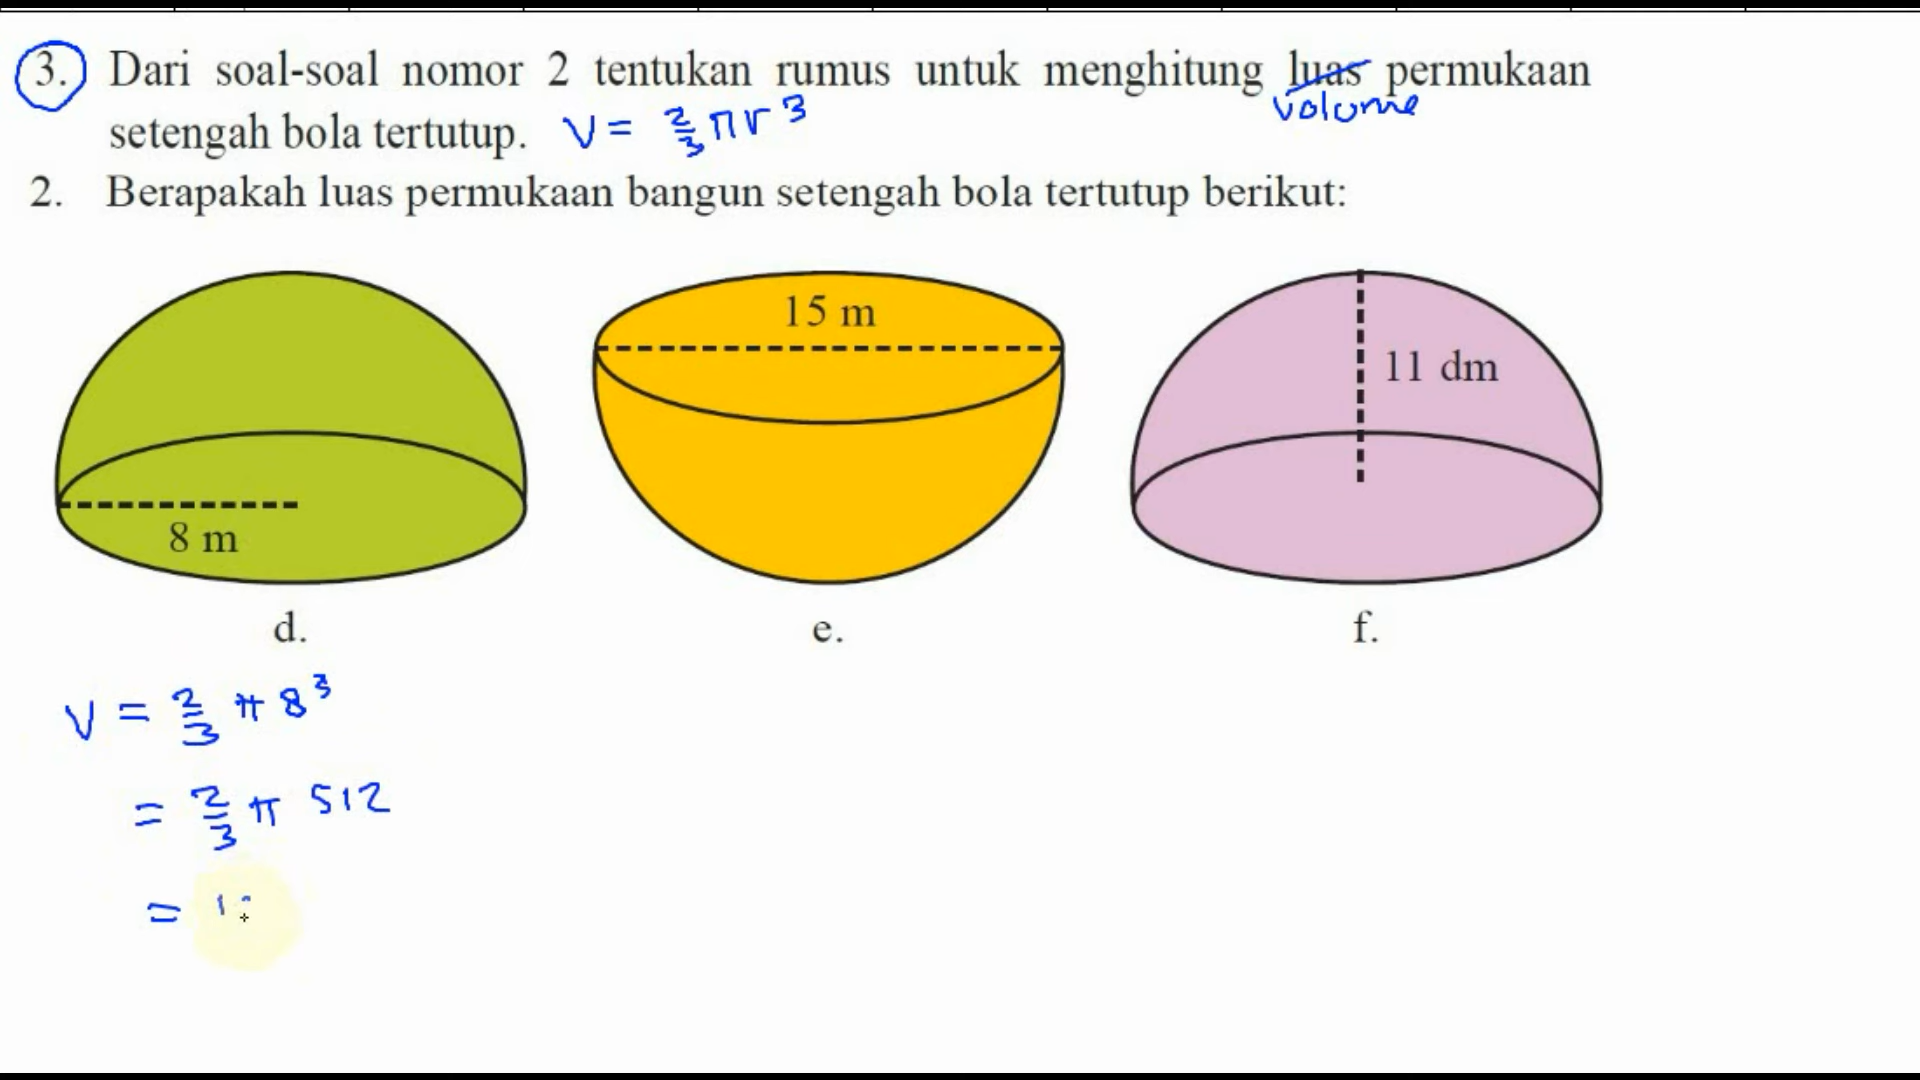 3. Dari soal-soal nomor 2 tentukan rumus untuk menghitung luas permukaan
volume
setengah bola tertutup. V = 2/3 πr³
2. Berapakah luas permukaan bangun setengah bola tertutup berikut:
15 m
11 dm
8 m
d. e. f.
V = 2/3 π 8³
= 2/3 π 512
=